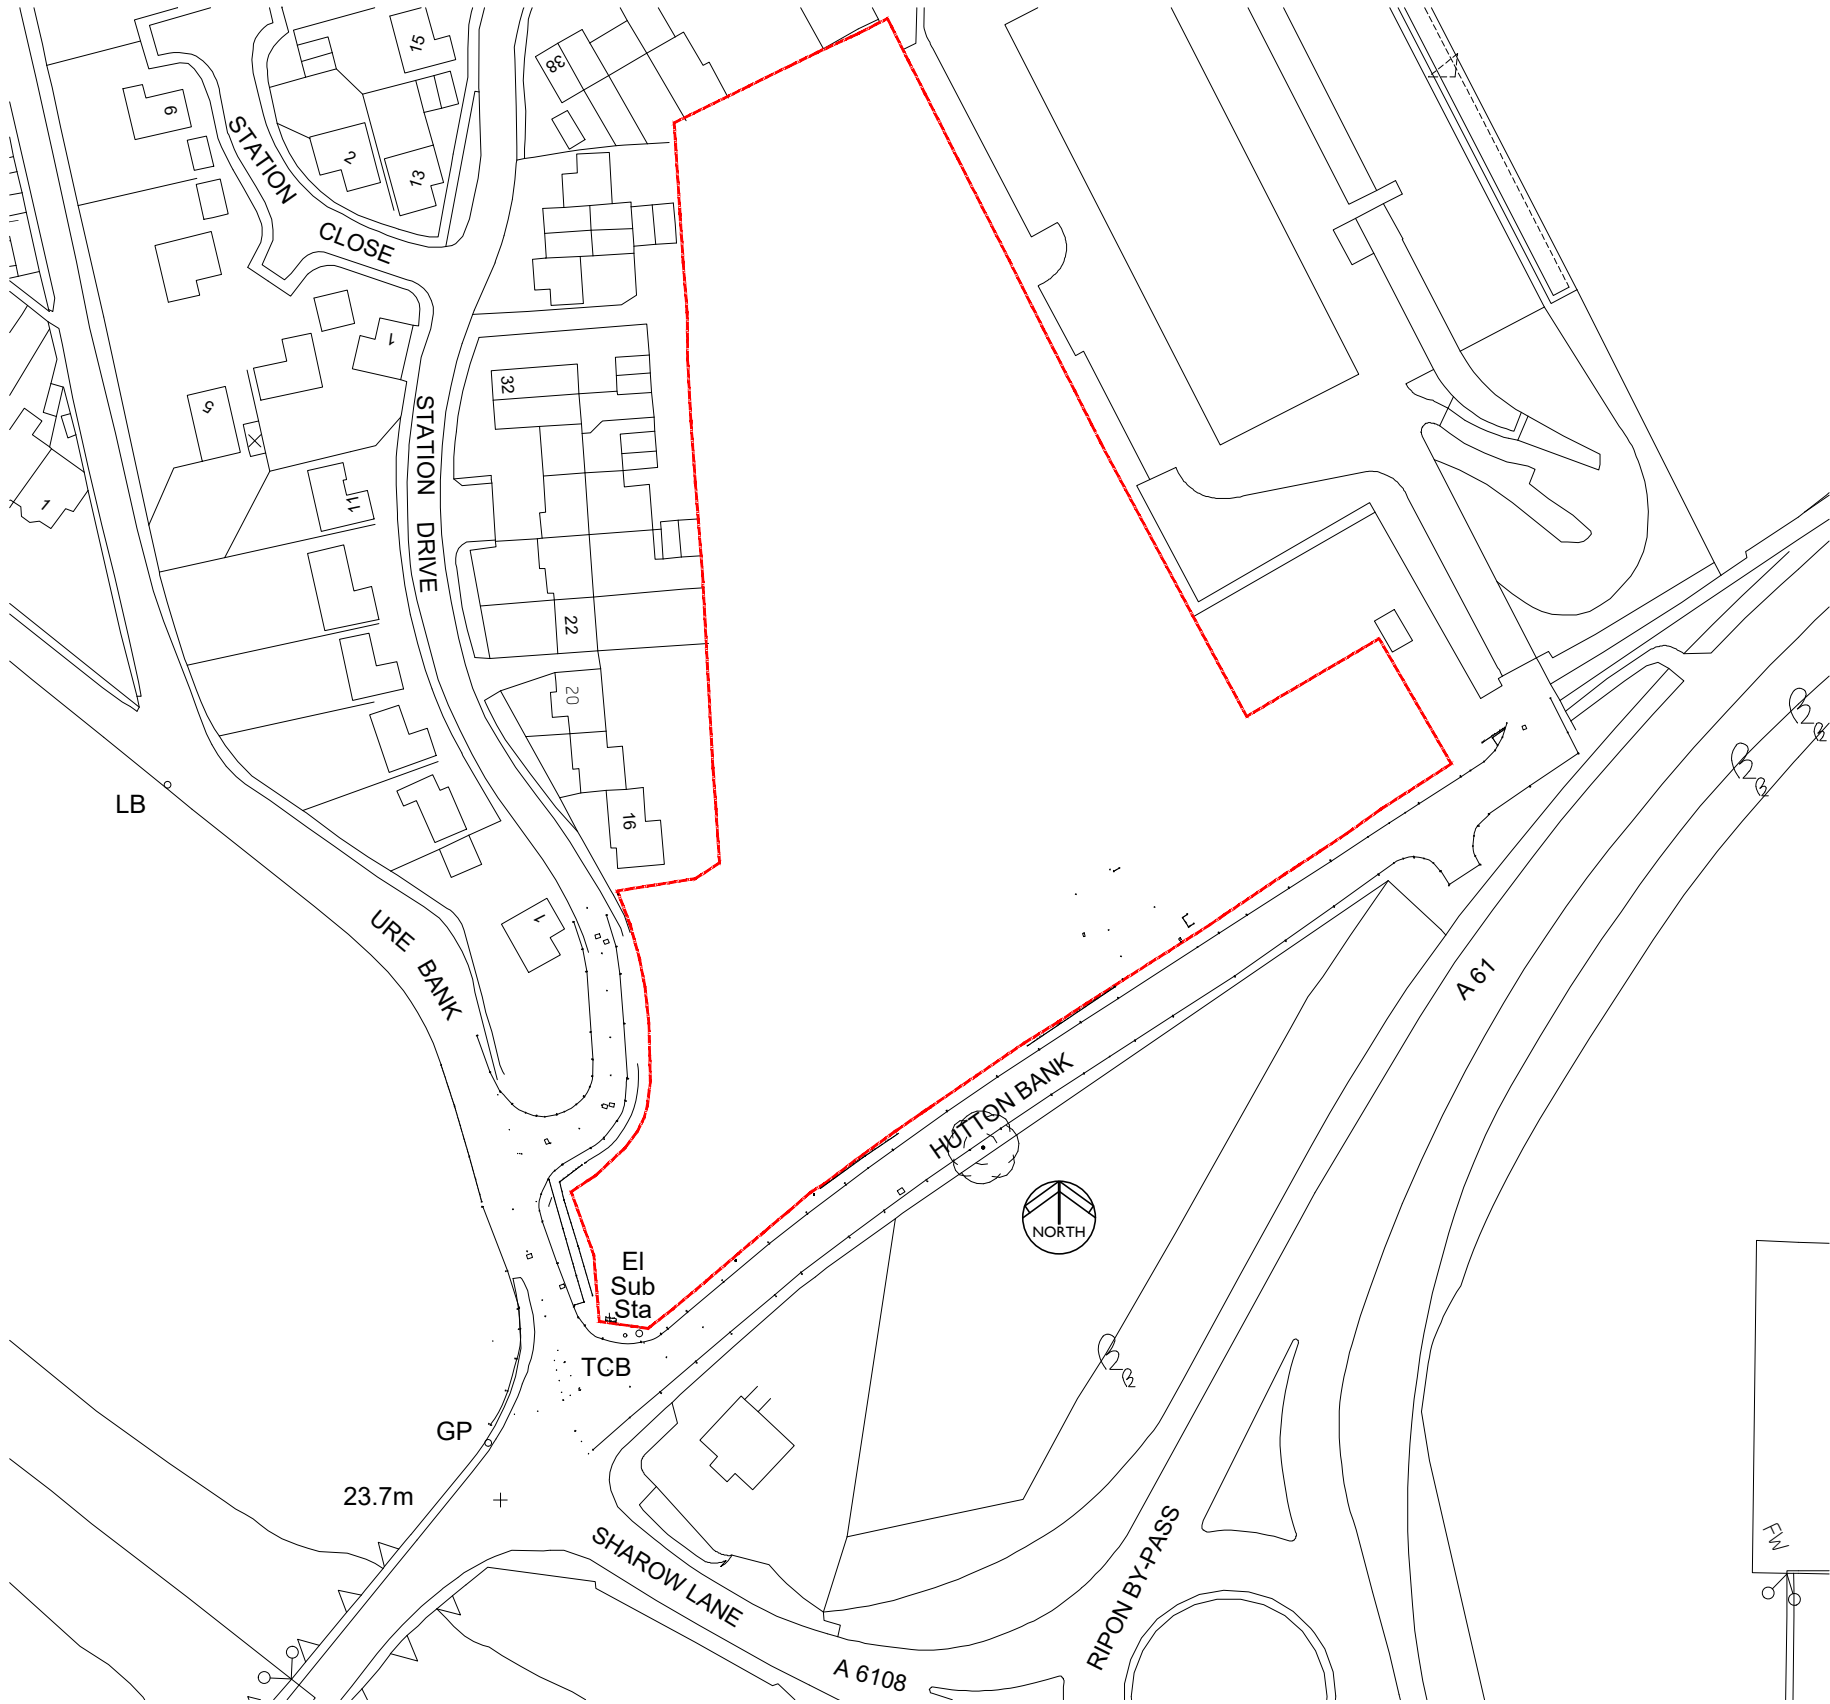 15
38
6
STATION
2
13
CLOSE
1
32
5
STATION DRIVE
11
1
22
20
LB
16
URE BANK
1
A 61
HUTTON BANK
NORTH
El
Sub
Sta
TCB
GP
23.7m
SHAROW LANE
RIPON BY-PASS
FW
A 6108